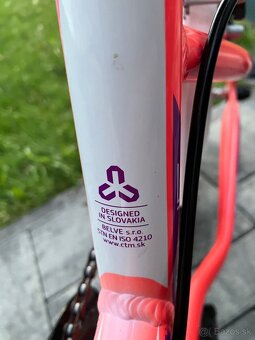 DESIGNED
IN SLOVAKIA
BELVE s.r.o.
STN EN ISO 4210
www.ctm.sk
Bazos.sk